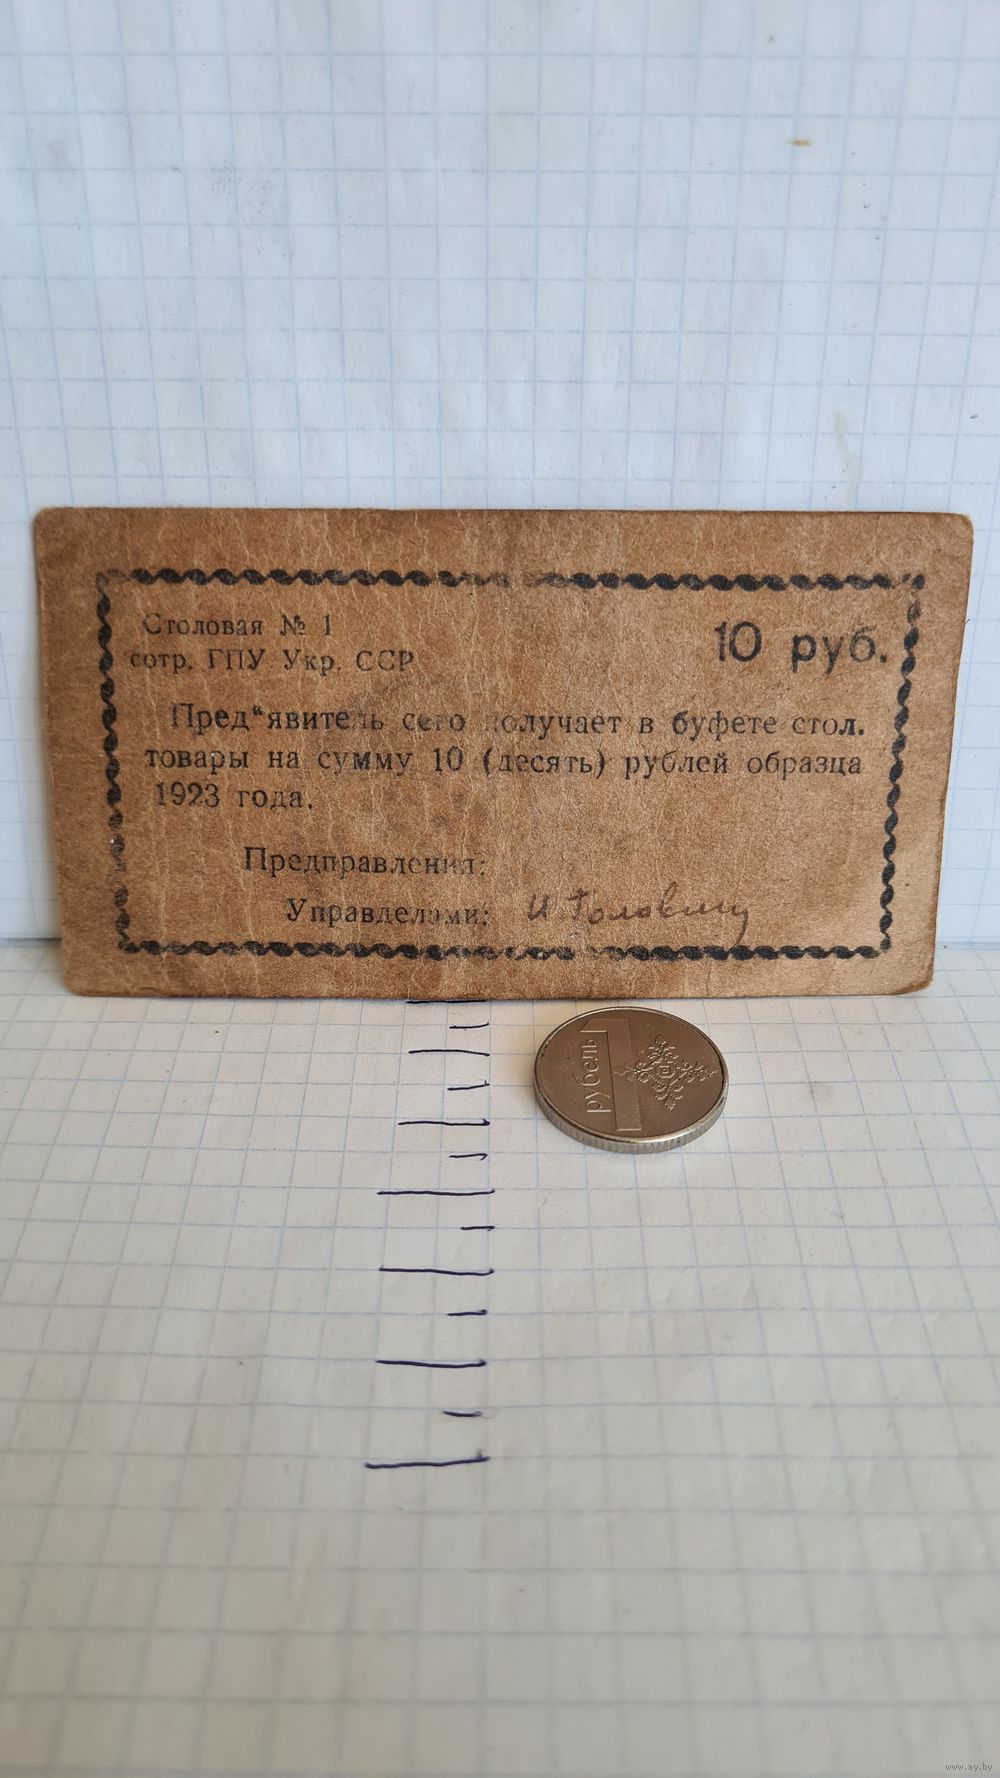 Столовая № 1
сотр. ГПУ Укр. ССР
10 руб.
Пред“явитель сего получает в буфете стол.
товары на сумму 10 (десять) рублей образца
1923 года.
Предправления:
Управделами: И
1 рубель
www.ay.by